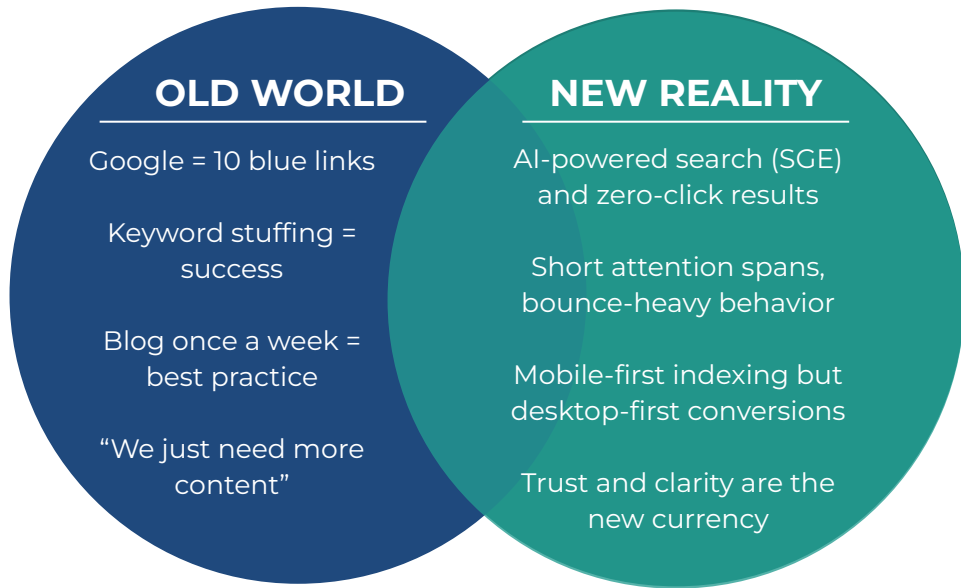 OLD WORLD
Google = 10 blue links
Keyword stuffing =
success
Blog once a week =
best practice
“We just need more
content”
NEW REALITY
AI-powered search (SGE)
and zero-click results
Short attention spans,
bounce-heavy behavior
Mobile-first indexing but
desktop-first conversions
Trust and clarity are the
new currency